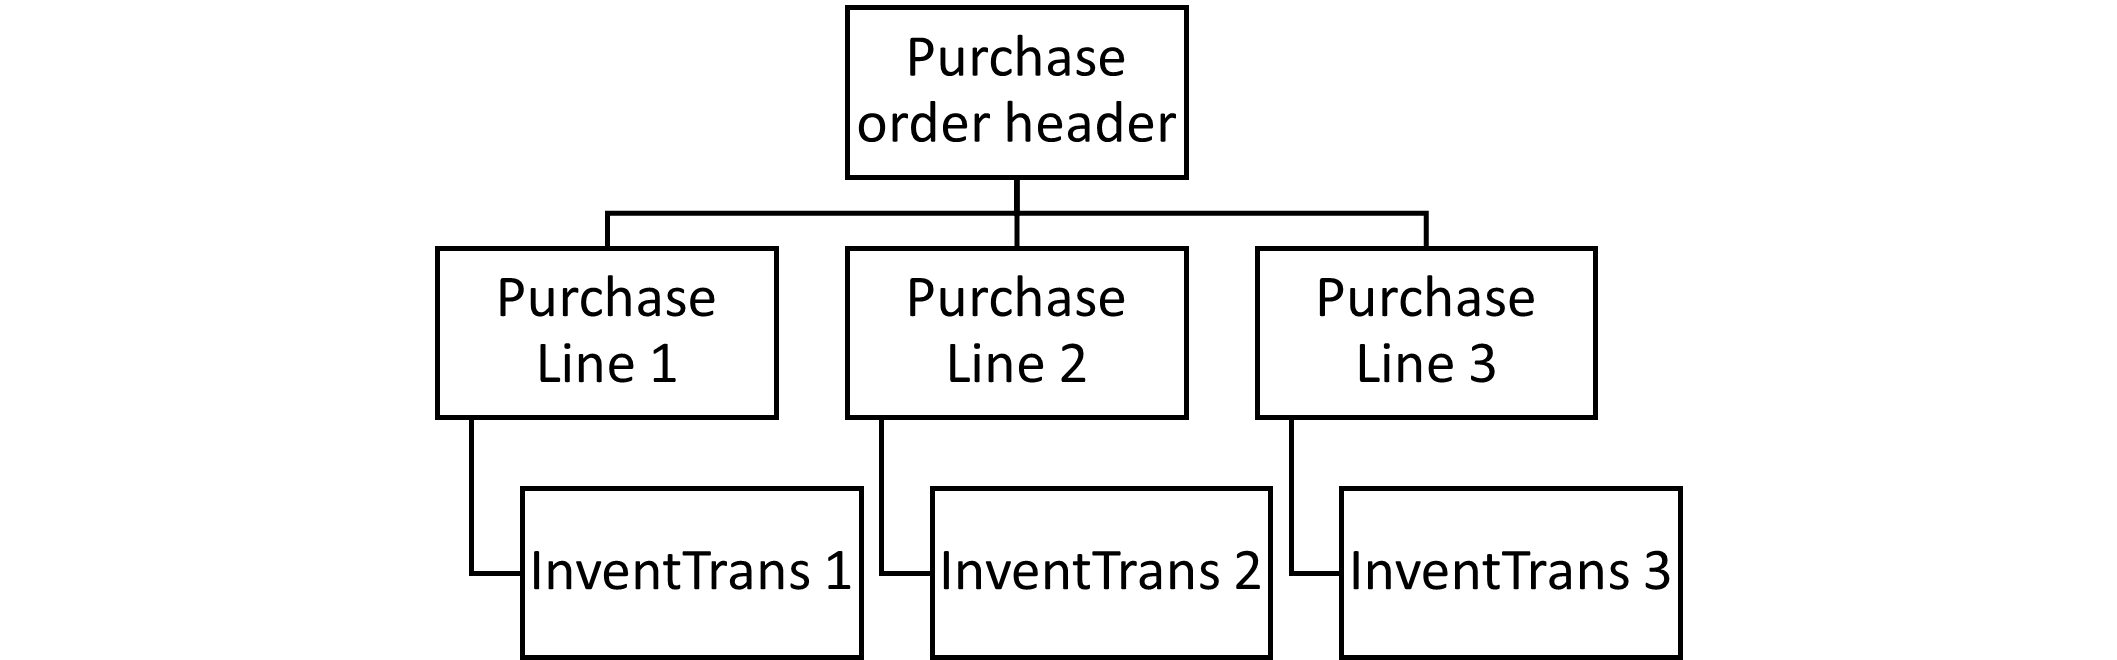 Purchase
order header
Purchase
Line 1
Purchase
Line 2
Purchase
Line 3
InventTrans 1
InventTrans 2
InventTrans 3